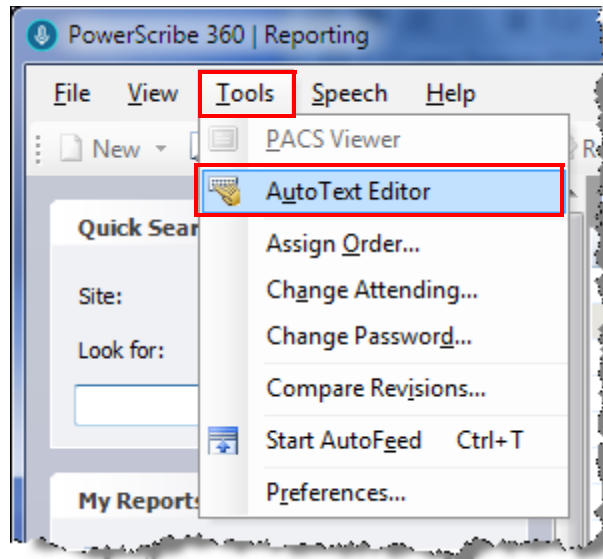 PowerScribe 360 | Reporting
File View Tools Speech Help
New
PACS Viewer
AutoText Editor
Quick Sear
Assign Order...
Site:
Change Attending...
Look for:
Change Password...
Compare Revisions...
Start AutoFeed Ctrl+T
My Reports
Preferences...